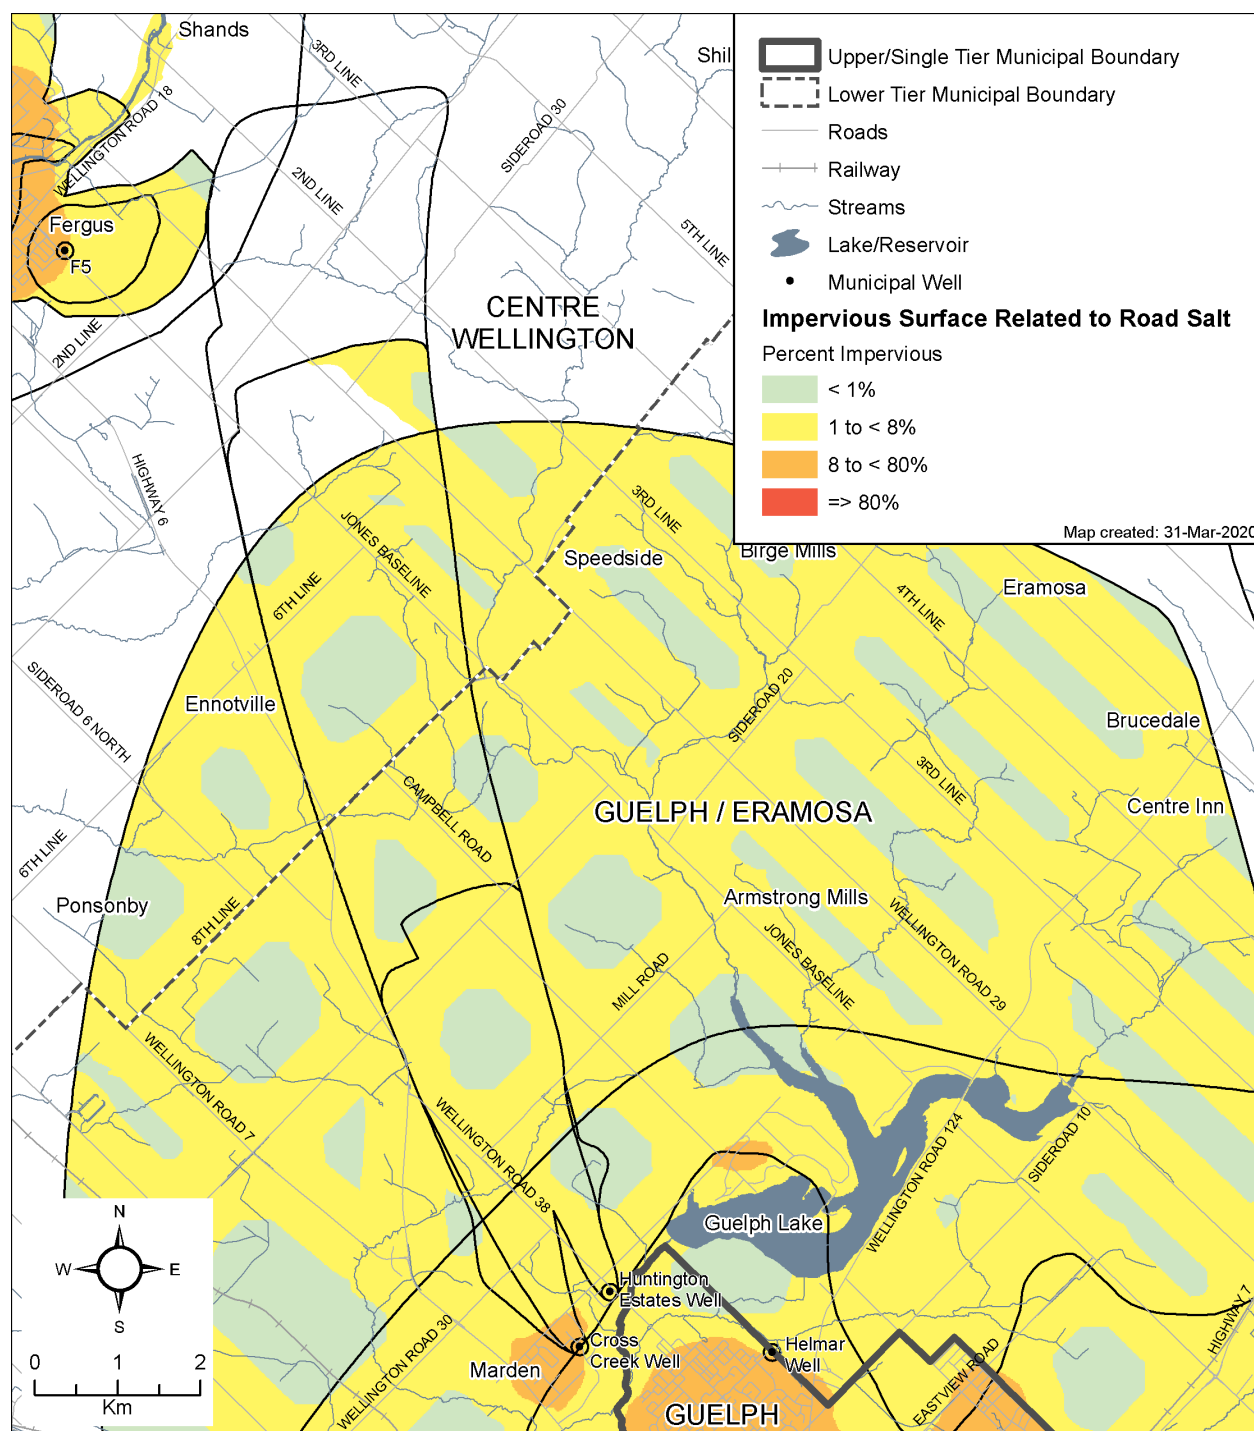 Shands
Shil
3RD LINE
SIDEROAD 30
WELLINGTON ROAD 18
2ND LINE
5TH LINE
Fergus
F5
2ND LINE
CENTRE
WELLINGTON
Upper/Single Tier Municipal Boundary
Lower Tier Municipal Boundary
Roads
Railway
Streams
Lake/Reservoir
Municipal Well
Impervious Surface Related to Road Salt
Percent Impervious
< 1%
1 to < 8%
8 to < 80%
=> 80%
Map created: 31-Mar-2020
HIGHWAY 6
JONES BASELINE
3RD LINE
Speedside
Birge Mills
6TH LINE
4TH LINE
Eramosa
SIDEROAD 6 NORTH
Ennotville
SIDEROAD 20
Brucedale
3RD LINE
CAMPBELL ROAD
GUELPH / ERAMOSA
Centre Inn
6TH LINE
Ponsonby
8TH LINE
Armstrong Mills
WELLINGTON ROAD 29
JONES BASELINE
MILL ROAD
WELLINGTON ROAD 7
WELLINGTON ROAD 38
WELLINGTON ROAD 124
SIDEROAD 10
Guelph Lake
N
W
E
S
Huntington
Estates Well
Cross
Creek Well
Helmar
Well
HIGHWAY 7
WELLINGTON ROAD 30
Marden
EASTVIEW ROAD
GUELPH
0
1
2
Km